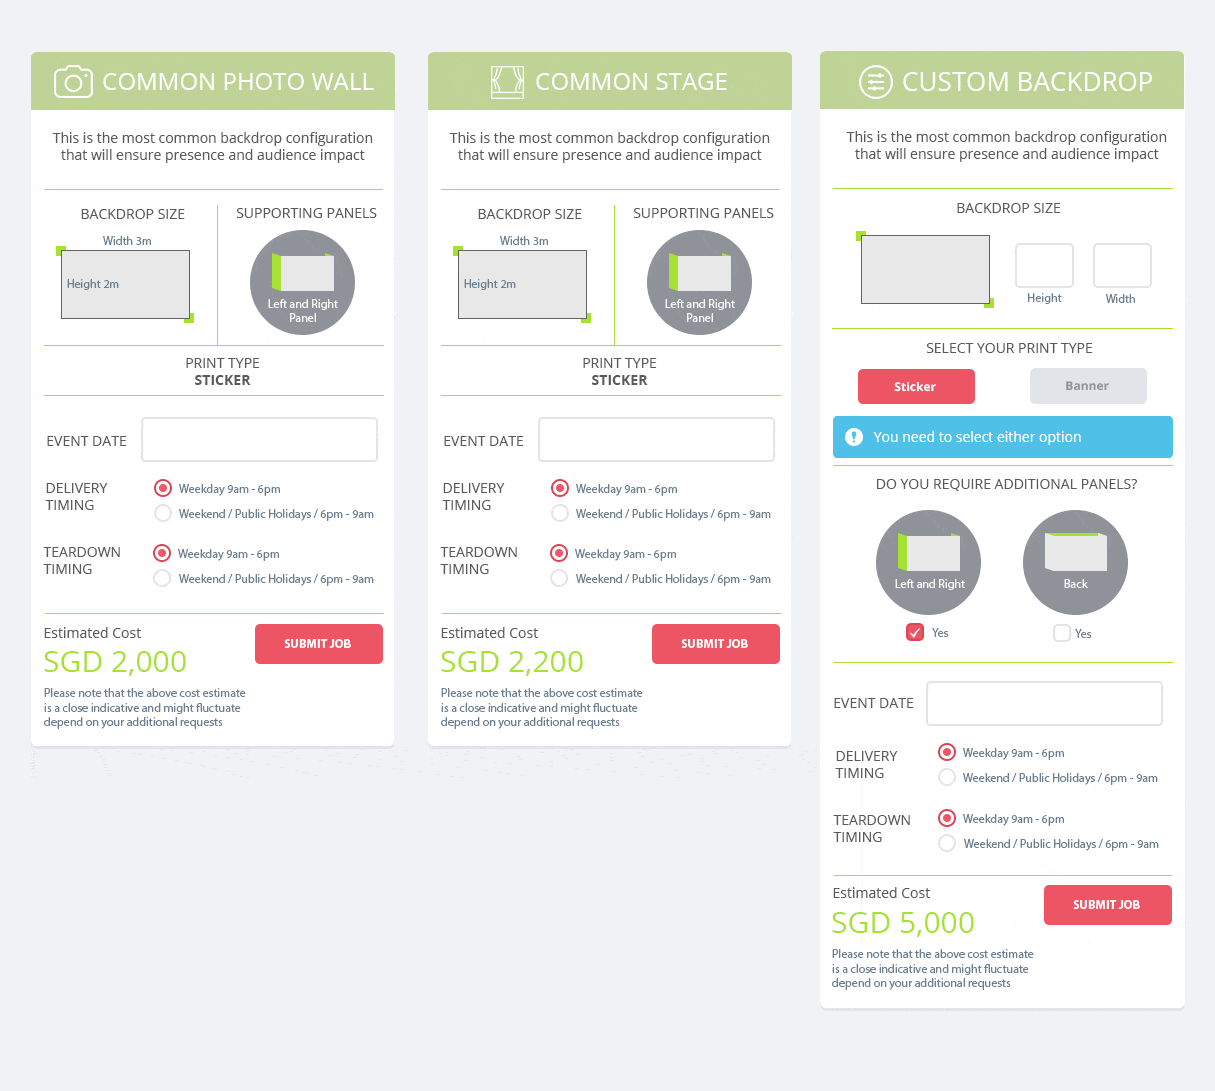 COMMON PHOTO WALL
This is the most common backdrop configuration
that will ensure presence and audience impact
BACKDROP SIZE
SUPPORTING PANELS
Width 3m
Height 2m
Left and Right
Panel
PRINT TYPE
STICKER
EVENT DATE
DELIVERY
TIMING
Weekday 9am - 6pm
Weekend / Public Holidays / 6pm - 9am
TEARDOWN
TIMING
Weekday 9am - 6pm
Weekend / Public Holidays / 6pm - 9am
Estimated Cost
SGD 2,000
SUBMIT JOB
Please note that the above cost estimate
is a close indicative and might fluctuate
depend on your additional requests
COMMON STAGE
This is the most common backdrop configuration
that will ensure presence and audience impact
BACKDROP SIZE
SUPPORTING PANELS
Width 3m
Height 2m
Left and Right
Panel
PRINT TYPE
STICKER
EVENT DATE
DELIVERY
TIMING
Weekday 9am - 6pm
Weekend / Public Holidays / 6pm - 9am
TEARDOWN
TIMING
Weekday 9am - 6pm
Weekend / Public Holidays / 6pm - 9am
Estimated Cost
SGD 2,200
SUBMIT JOB
Please note that the above cost estimate
is a close indicative and might fluctuate
depend on your additional requests
CUSTOM BACKDROP
This is the most common backdrop configuration
that will ensure presence and audience impact
BACKDROP SIZE
Height
Width
SELECT YOUR PRINT TYPE
Sticker
Banner
You need to select either option
DO YOU REQUIRE ADDITIONAL PANELS?
Left and Right
Back
Yes
Yes
EVENT DATE
DELIVERY
TIMING
Weekday 9am - 6pm
Weekend / Public Holidays / 6pm - 9am
TEARDOWN
TIMING
Weekday 9am - 6pm
Weekend / Public Holidays / 6pm - 9am
Estimated Cost
SGD 5,000
SUBMIT JOB
Please note that the above cost estimate
is a close indicative and might fluctuate
depend on your additional requests